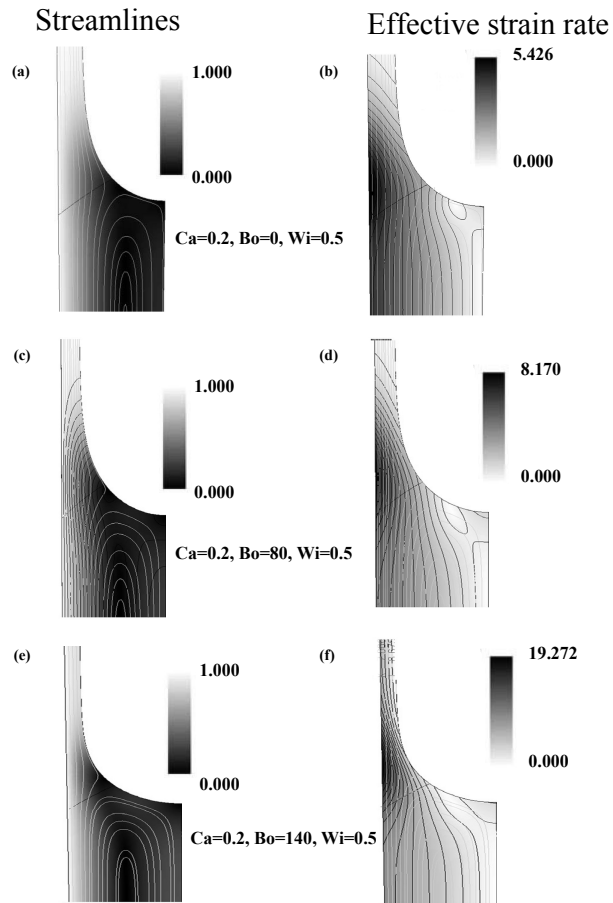 Streamlines
Effective strain rate
(a)
1.000
0.000
(b)
5.426
0.000
Ca=0.2, Bo=0, Wi=0.5
(c)
1.000
0.000
(d)
8.170
0.000
Ca=0.2, Bo=80, Wi=0.5
(e)
1.000
0.000
(f)
19.272
0.000
Ca=0.2, Bo=140, Wi=0.5